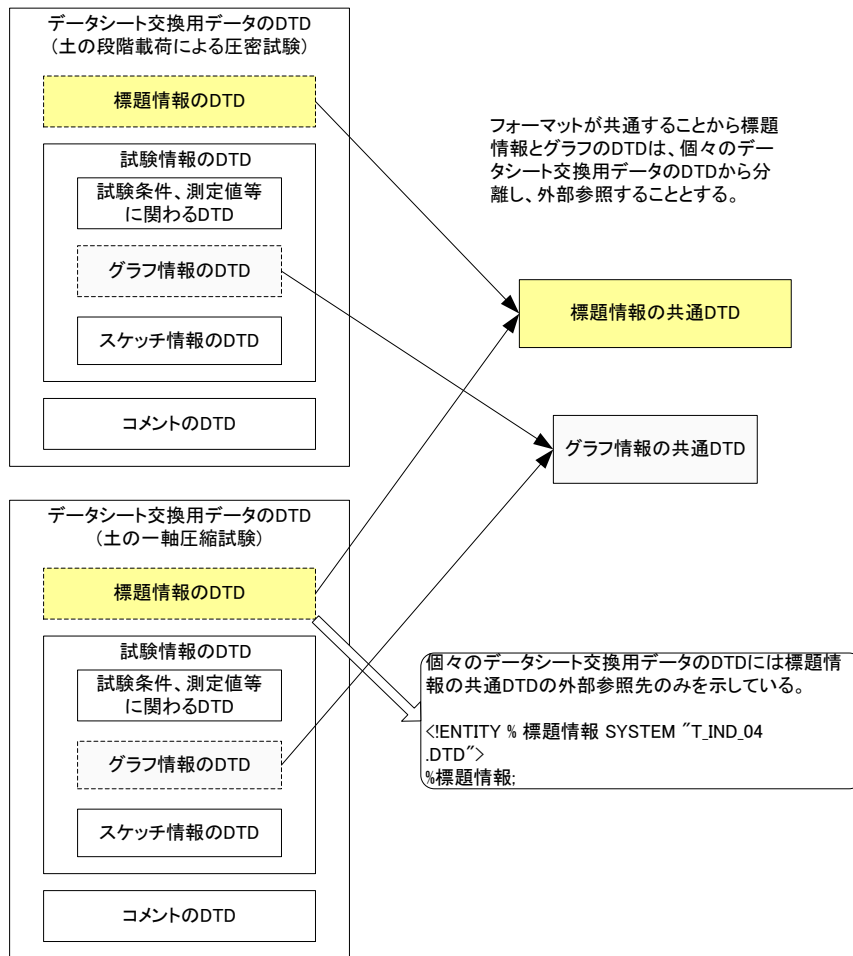 データシート交換用データのDTD
（土の段階載荷による圧密試験）
標題情報のDTD
試験情報のDTD
試験条件、測定値等
に関わるDTD
グラフ情報のDTD
スケッチ情報のDTD
コメントのDTD
フォーマットが共通することから標題
情報とグラフのDTDは、個々のデー
タシート交換用データのDTDから分
離し、外部参照することとする。
標題情報の共通DTD
グラフ情報の共通DTD
データシート交換用データのDTD
（土の一軸圧縮試験）
標題情報のDTD
試験情報のDTD
試験条件、測定値等
に関わるDTD
グラフ情報のDTD
スケッチ情報のDTD
コメントのDTD
個々のデータシート交換用データのDTDには標題情
報の共通DTDの外部参照先のみを示している。
<!ENTITY % 標題情報 SYSTEM "T_IND_04
.DTD">
%標題情報;